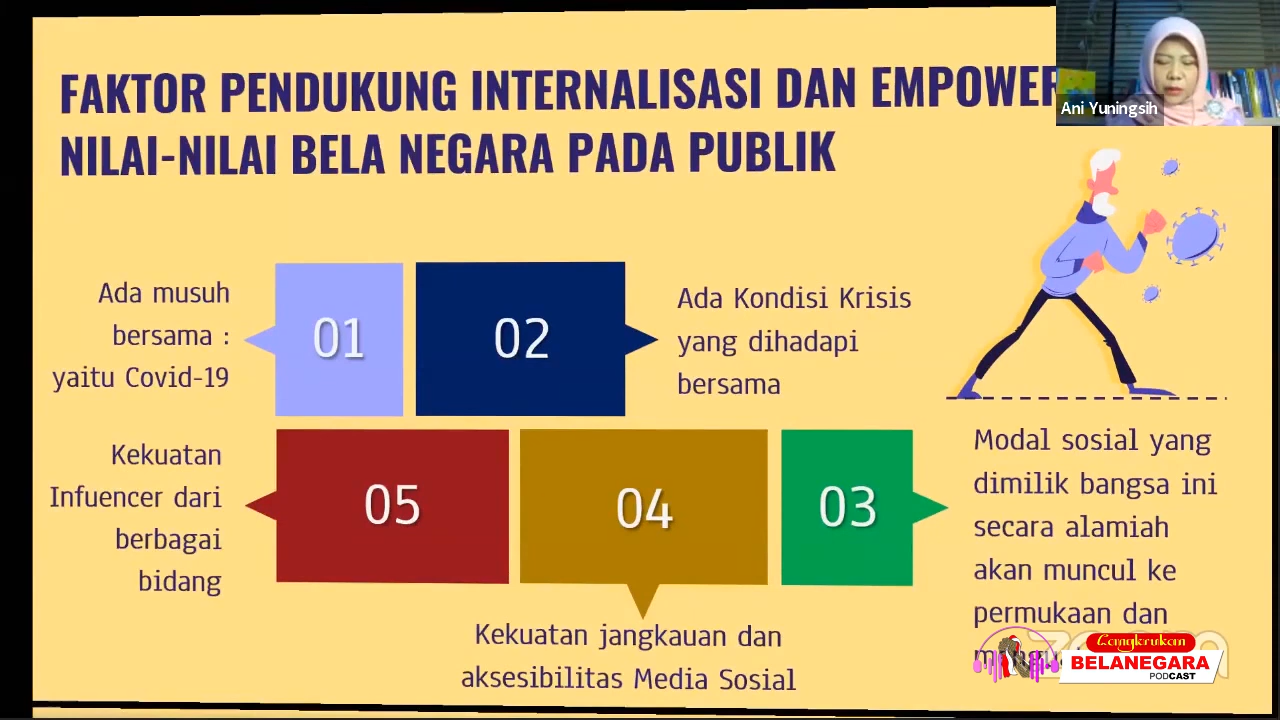 FAKTOR PENDUKUNG INTERNALISASI DAN EMPOWER
NILAI-NILAI BELA NEGARA PADA PUBLIK
Ani Yuningsih
Ada musuh
bersama :
yaitu Covid-19
01
02
Ada Kondisi Krisis
yang dihadapi
bersama
Kekuatan
Infuencer dari
berbagai
bidang
05
04
03
Modal sosial yang
dimilik bangsa ini
secara alamiah
akan muncul ke
permukaan dan
Kekuatan jangkauan dan
aksesibilitas Media Sosial
zoom
Cangkrukan
BELANEGARA
PODCAST